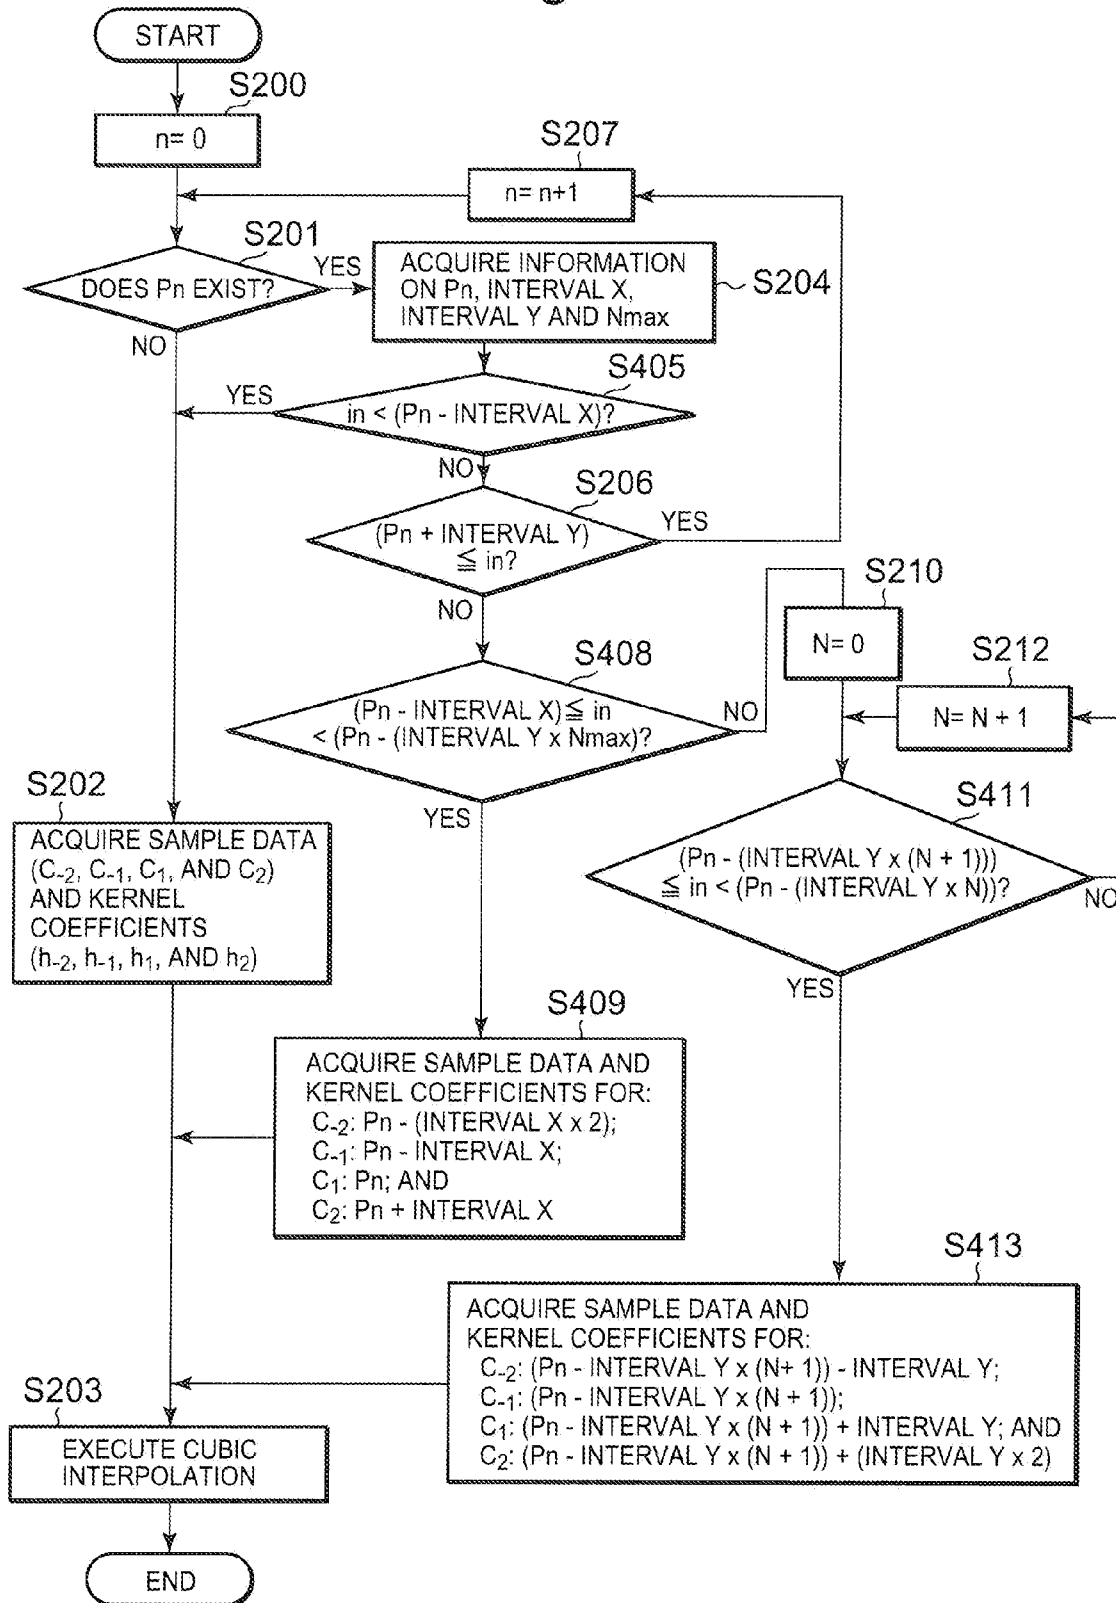 START
S200
n= 0
S207
n= n+1
S201
DOES Pn EXIST?
YES
NO
ACQUIRE INFORMATION
ON Pn, INTERVAL X,
INTERVAL Y AND Nmax
S204
S405
in < (Pn - INTERVAL X)?
YES
NO
S206
(Pn + INTERVAL Y)
≦ in?
YES
NO
S210
N= 0
S212
N= N + 1
S408
(Pn - INTERVAL X) ≦ in
< (Pn - (INTERVAL Y x Nmax)?
NO
YES
S411
(Pn - (INTERVAL Y x (N + 1)))
≦ in < (Pn - (INTERVAL Y x N))?
NO
YES
S202
ACQUIRE SAMPLE DATA
(C-2, C-1, C1, AND C2)
AND KERNEL
COEFFICIENTS
(h-2, h-1, h1, AND h2)
S409
ACQUIRE SAMPLE DATA AND
KERNEL COEFFICIENTS FOR:
C-2: Pn - (INTERVAL X x 2);
C-1: Pn - INTERVAL X;
C1: Pn; AND
C2: Pn + INTERVAL X
S413
ACQUIRE SAMPLE DATA AND
KERNEL COEFFICIENTS FOR:
C-2: (Pn - INTERVAL Y x (N+ 1)) - INTERVAL Y;
C-1: (Pn - INTERVAL Y x (N + 1));
C1: (Pn - INTERVAL Y x (N + 1)) + INTERVAL Y; AND
C2: (Pn - INTERVAL Y x (N + 1)) + (INTERVAL Y x 2)
S203
EXECUTE CUBIC
INTERPOLATION
END